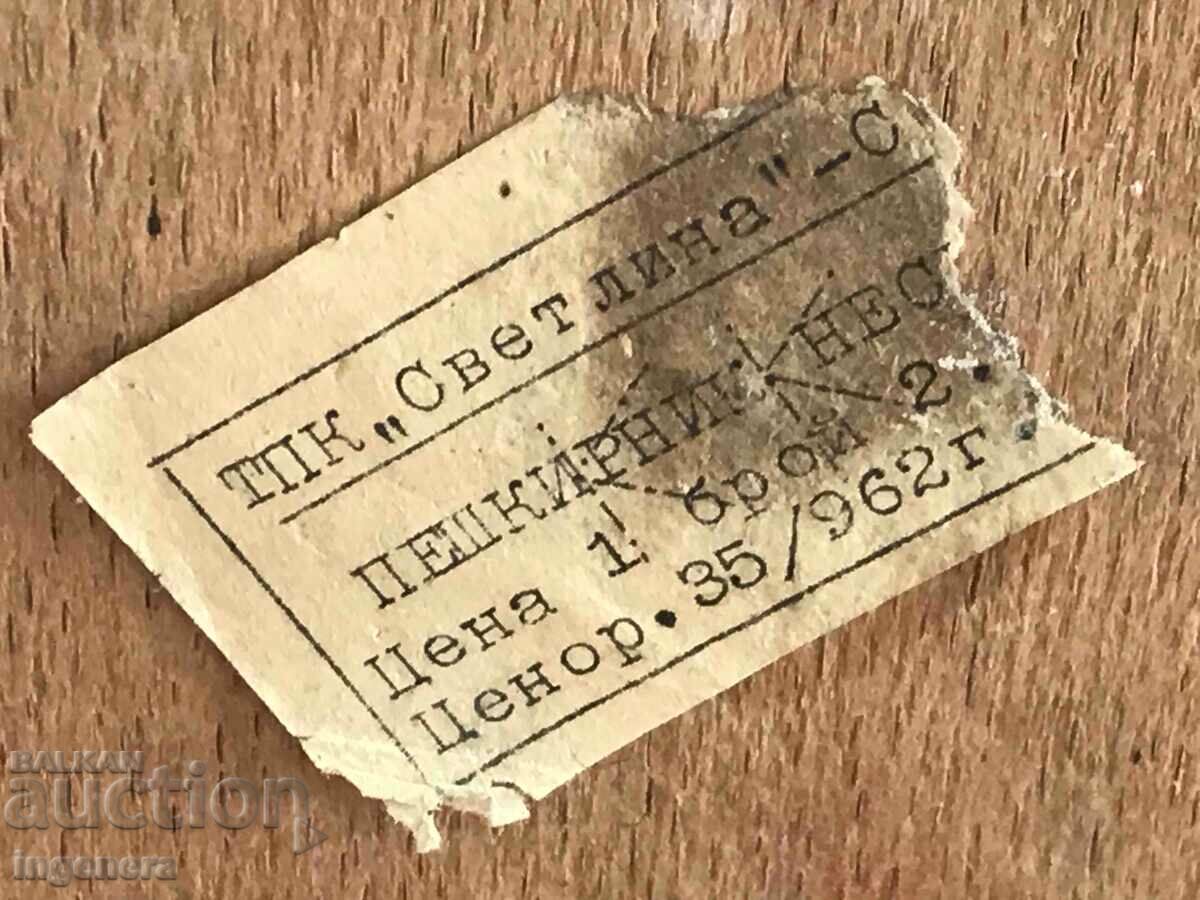 ТПК „Светлина"-С
ПЕШКИРНИК НЕС
Цена 1 брой 2.
Ценор. 35/962г
BALKAN
auction
ingenera